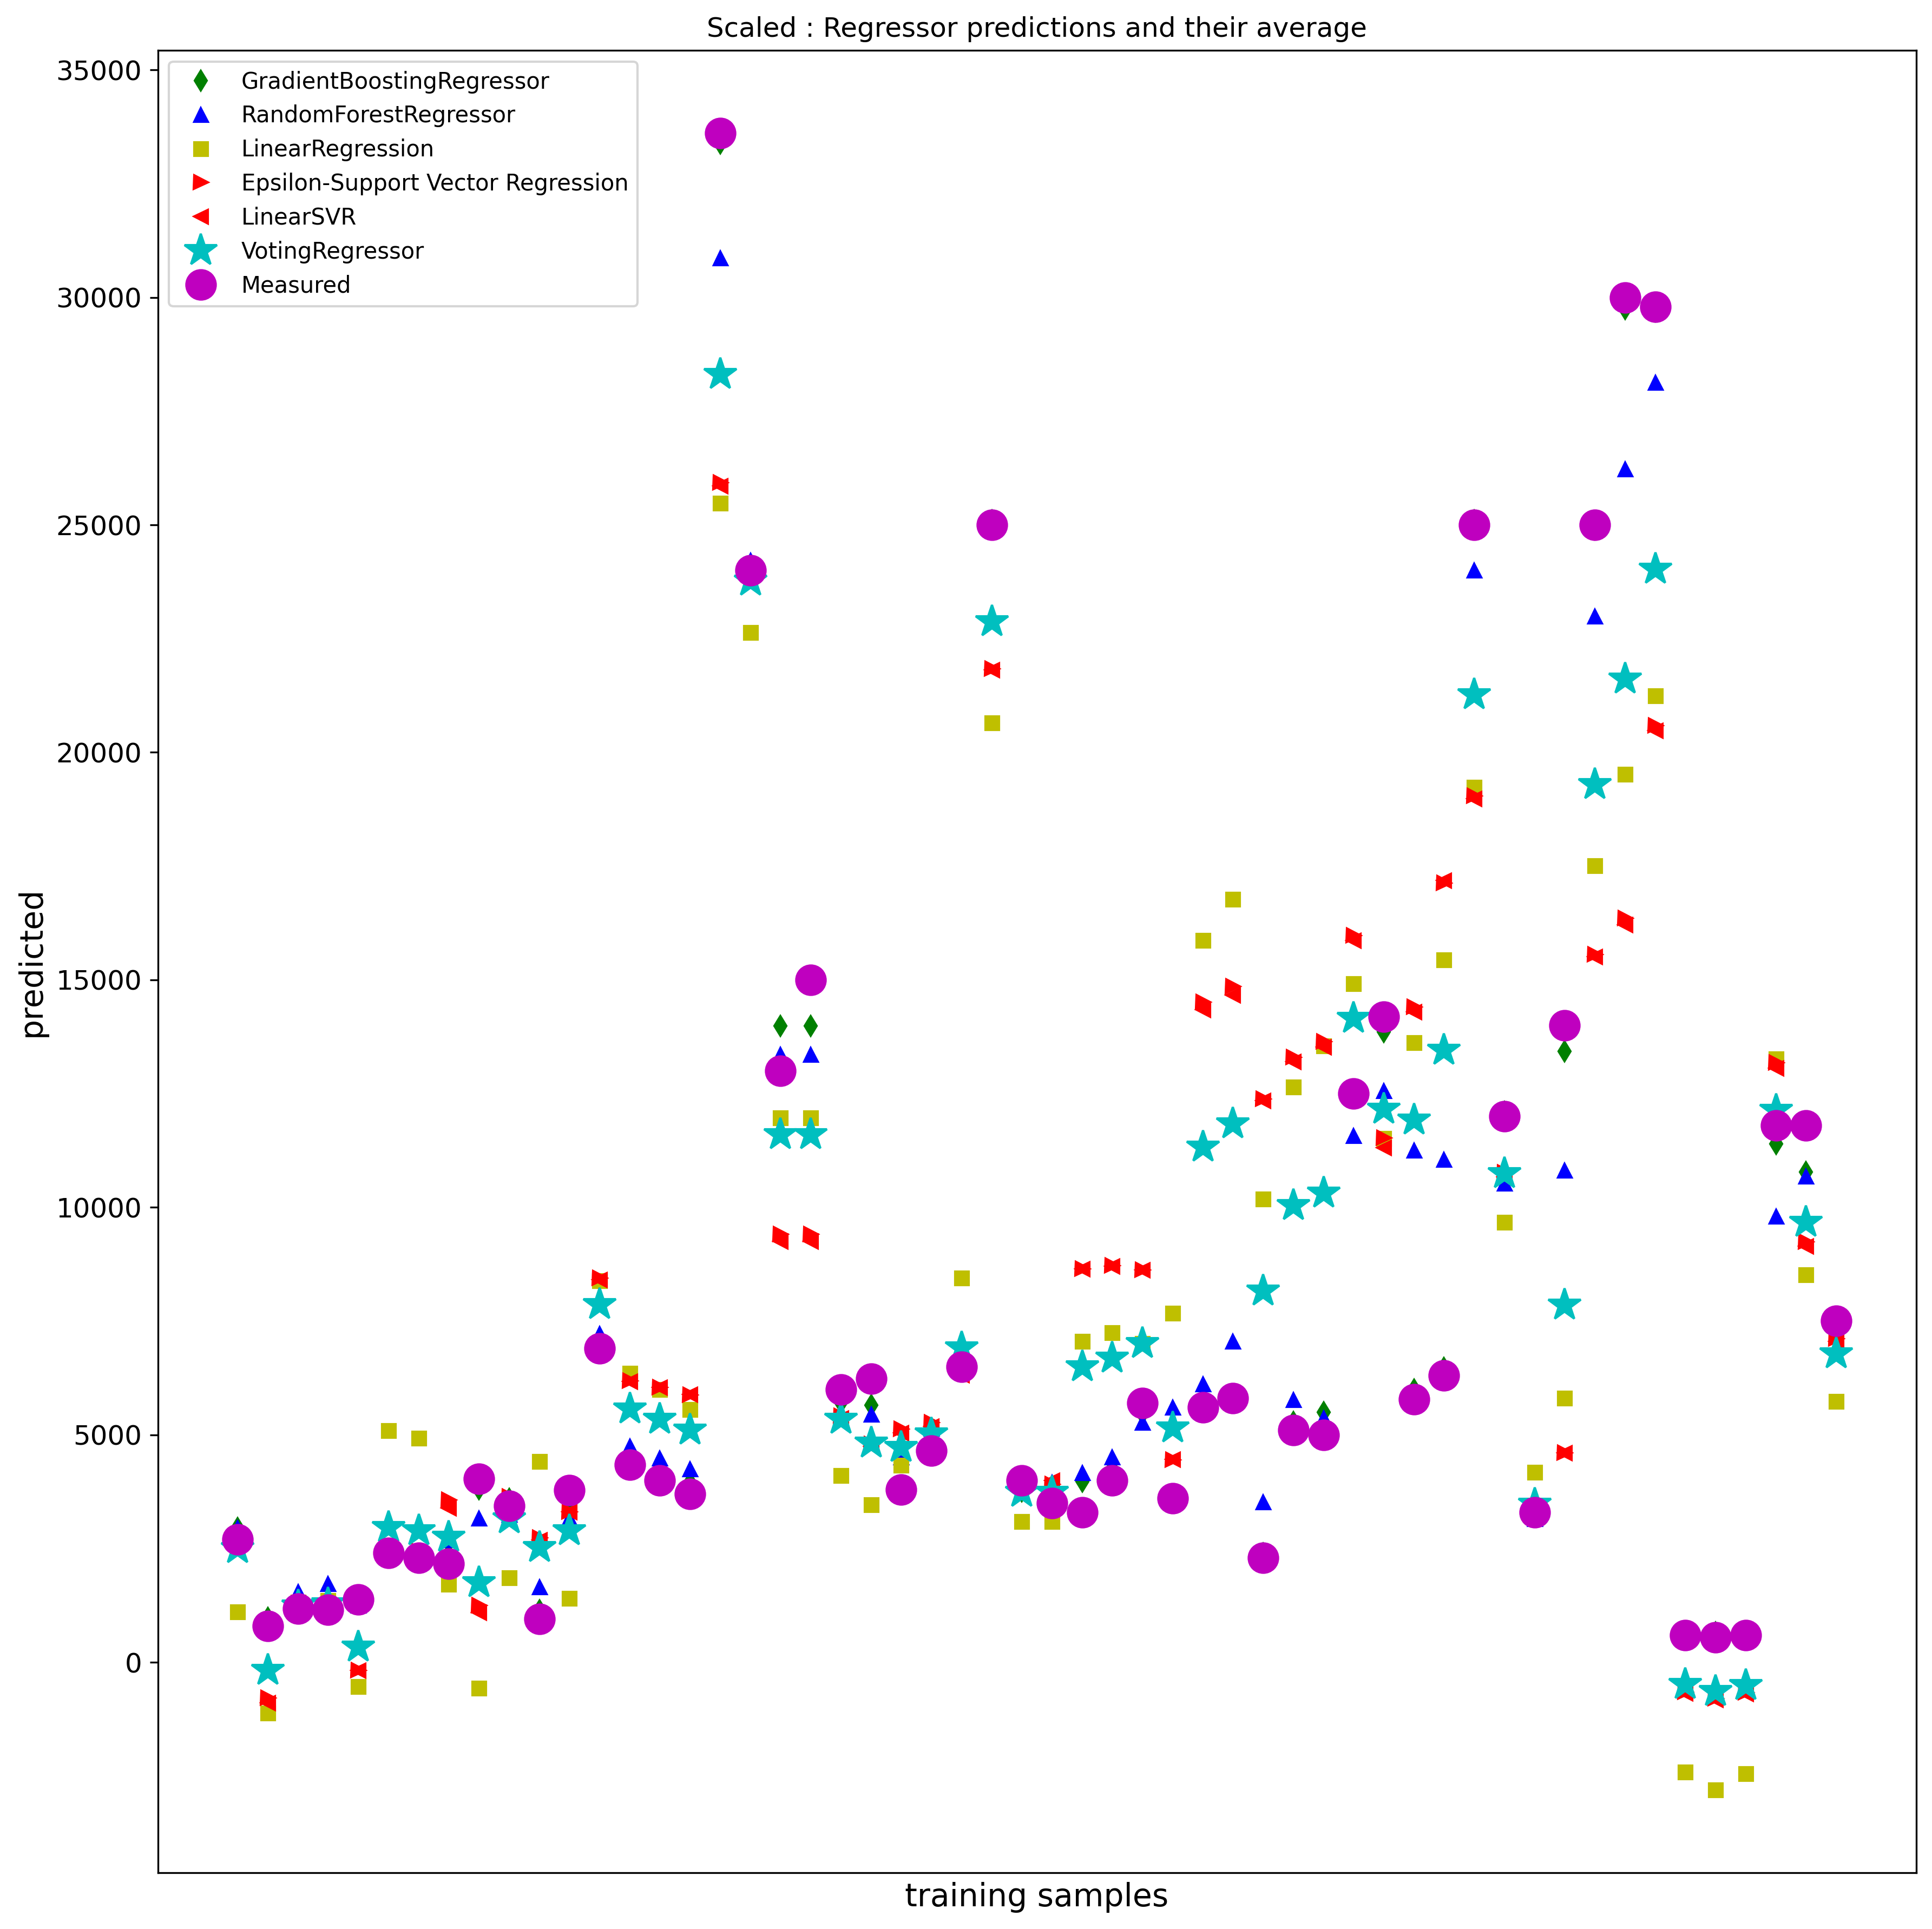 Scaled : Regressor predictions and their average
35000
30000
25000
20000
15000
10000
5000
0
predicted
GradientBoostingRegressor
RandomForestRegressor
LinearRegression
Epsilon-Support Vector Regression
LinearSVR
VotingRegressor
Measured
training samples